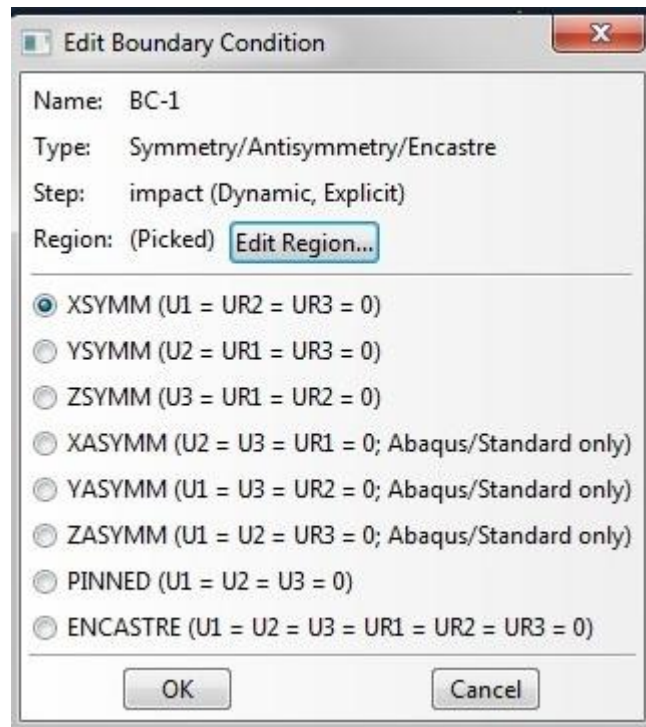 Edit Boundary Condition
Name: BC-1
Type: Symmetry/Antisymmetry/Encastre
Step: impact (Dynamic, Explicit)
Region: (Picked) Edit Region...
XSYMM (U1 = UR2 = UR3 = 0)
YSYMM (U2 = UR1 = UR3 = 0)
ZSYMM (U3 = UR1 = UR2 = 0)
XASYMM (U2 = U3 = UR1 = 0; Abaqus/Standard only)
YASYMM (U1 = U3 = UR2 = 0; Abaqus/Standard only)
ZASYMM (U1 = U2 = UR3 = 0; Abaqus/Standard only)
PINNED (U1 = U2 = U3 = 0)
ENCASTRE (U1 = U2 = U3 = UR1 = UR2 = UR3 = 0)
OK Cancel